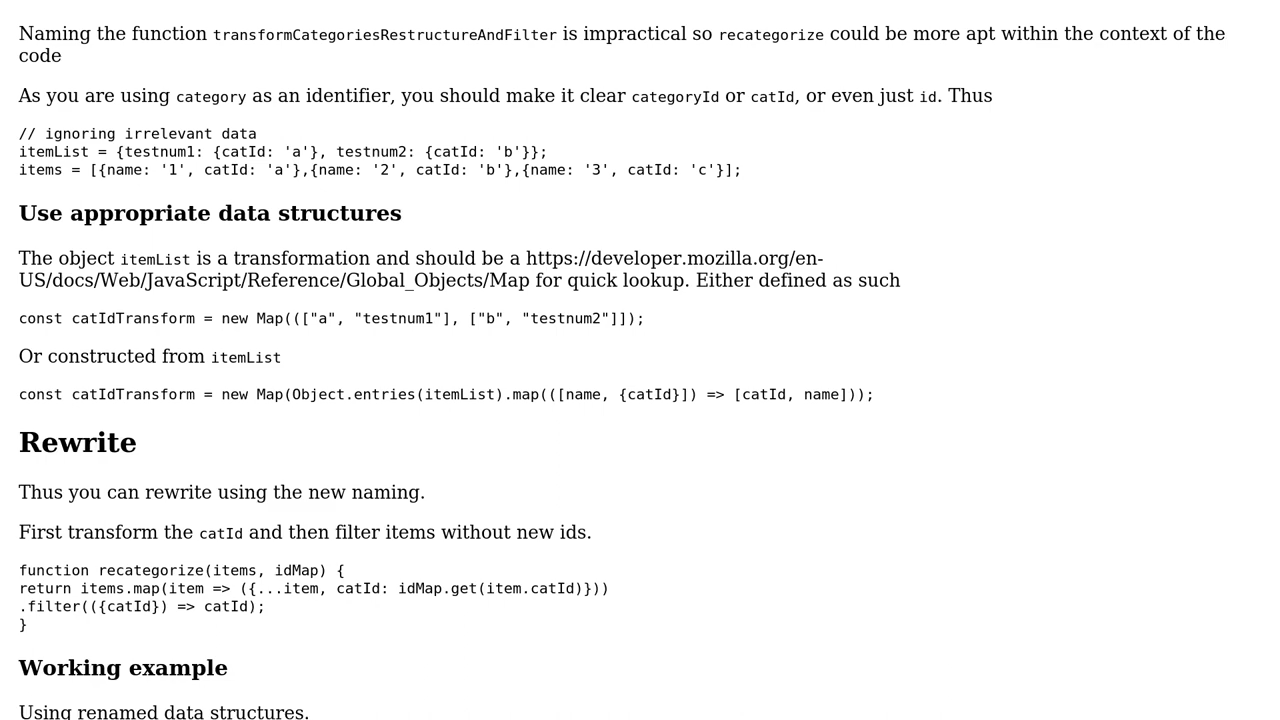 Naming the function transformCategoriesRestructureAndFilter is impractical so recategorize could be more apt within the context of the
code
As you are using category as an identifier, you should make it clear categoryId or catId, or even just id. Thus
// ignoring irrelevant data
itemList = {testnum1: {catId: 'a'}, testnum2: {catId: 'b'}};
items = [{name: '1', catId: 'a'},{name: '2', catId: 'b'},{name: '3', catId: 'c'}];
Use appropriate data structures
The object itemList is a transformation and should be a https://developer.mozilla.org/en-
US/docs/Web/JavaScript/Reference/Global_Objects/Map for quick lookup. Either defined as such
const catIdTransform = new Map((["a", "testnum1"], ["b", "testnum2"]]);
Or constructed from itemList
const catIdTransform = new Map(Object.entries(itemList).map(([name, {catId}]) => [catId, name]));
Rewrite
Thus you can rewrite using the new naming.
First transform the catId and then filter items without new ids.
function recategorize(items, idMap) {
return items.map(item => ({...item, catId: idMap.get(item.catId)}))
.filter(({catId}) => catId);
}
Working example
Using renamed data structures.